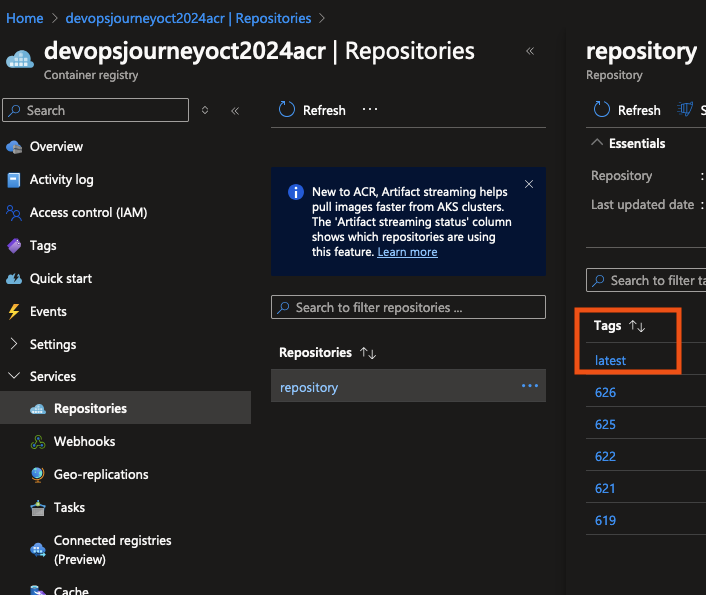 Home > devopsjourneyoct2024acr | Repositories >
devopsjourneyoct2024acr | Repositories
Container registry
Search
Overview
Activity log
Access control (IAM)
Tags
Quick start
Events
Settings
Services
Repositories
Webhooks
Geo-replications
Tasks
Connected registries
(Preview)
Cache
Refresh
New to ACR, Artifact streaming helps
pull images faster from AKS clusters.
The 'Artifact streaming status' column
shows which repositories are using
this feature. Learn more
Search to filter repositories ...
Repositories
repository
repository
Repository
Refresh
Essentials
Repository :
Last updated date :
Search to filter
Tags
latest
626
625
622
621
619